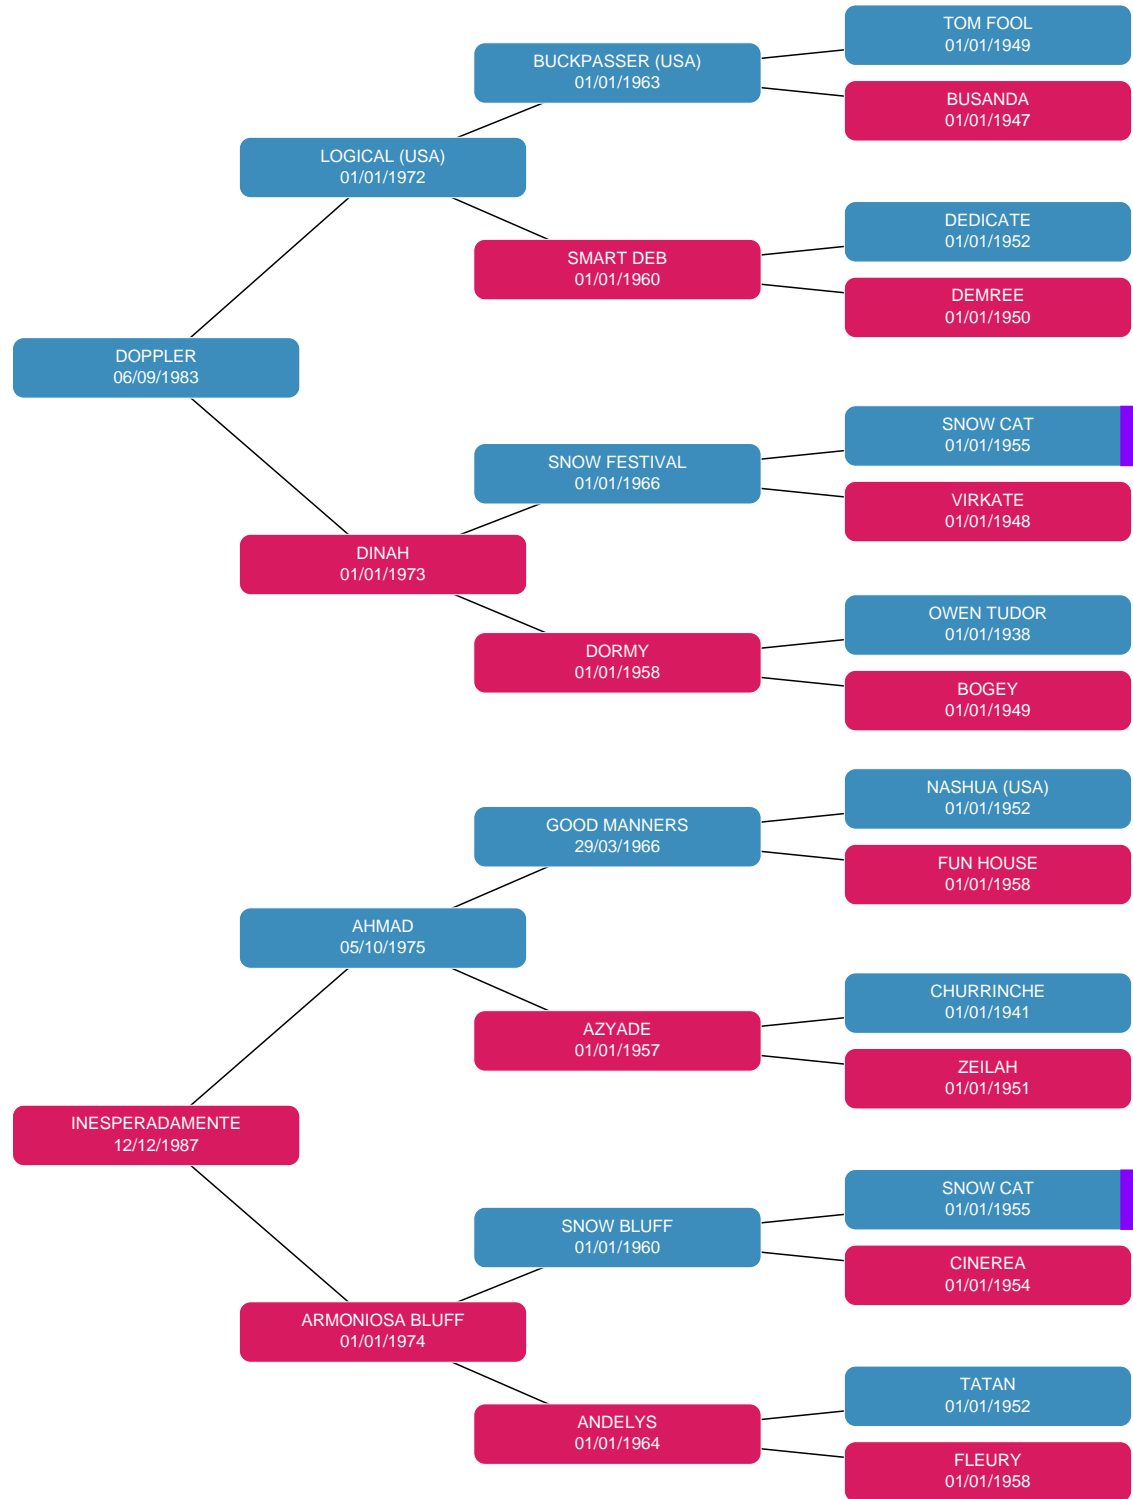 TOM FOOL
01/01/1949
BUCKPASSER (USA)
01/01/1963
BUSANDA
01/01/1947
LOGICAL (USA)
01/01/1972
DEDICATE
01/01/1952
SMART DEB
01/01/1960
DEMREE
01/01/1950
DOPPLER
06/09/1983
SNOW CAT
01/01/1955
SNOW FESTIVAL
01/01/1966
VIRKATE
01/01/1948
DINAH
01/01/1973
OWEN TUDOR
01/01/1938
DORMY
01/01/1958
BOGEY
01/01/1949
NASHUA (USA)
01/01/1952
GOOD MANNERS
29/03/1966
FUN HOUSE
01/01/1958
AHMAD
05/10/1975
CHURRINCHE
01/01/1941
AZYADE
01/01/1957
ZEILAH
01/01/1951
INESPERADAMENTE
12/12/1987
SNOW CAT
01/01/1955
SNOW BLUFF
01/01/1960
CINEREA
01/01/1954
ARMONIOSA BLUFF
01/01/1974
TATAN
01/01/1952
ANDELYS
01/01/1964
FLEURY
01/01/1958